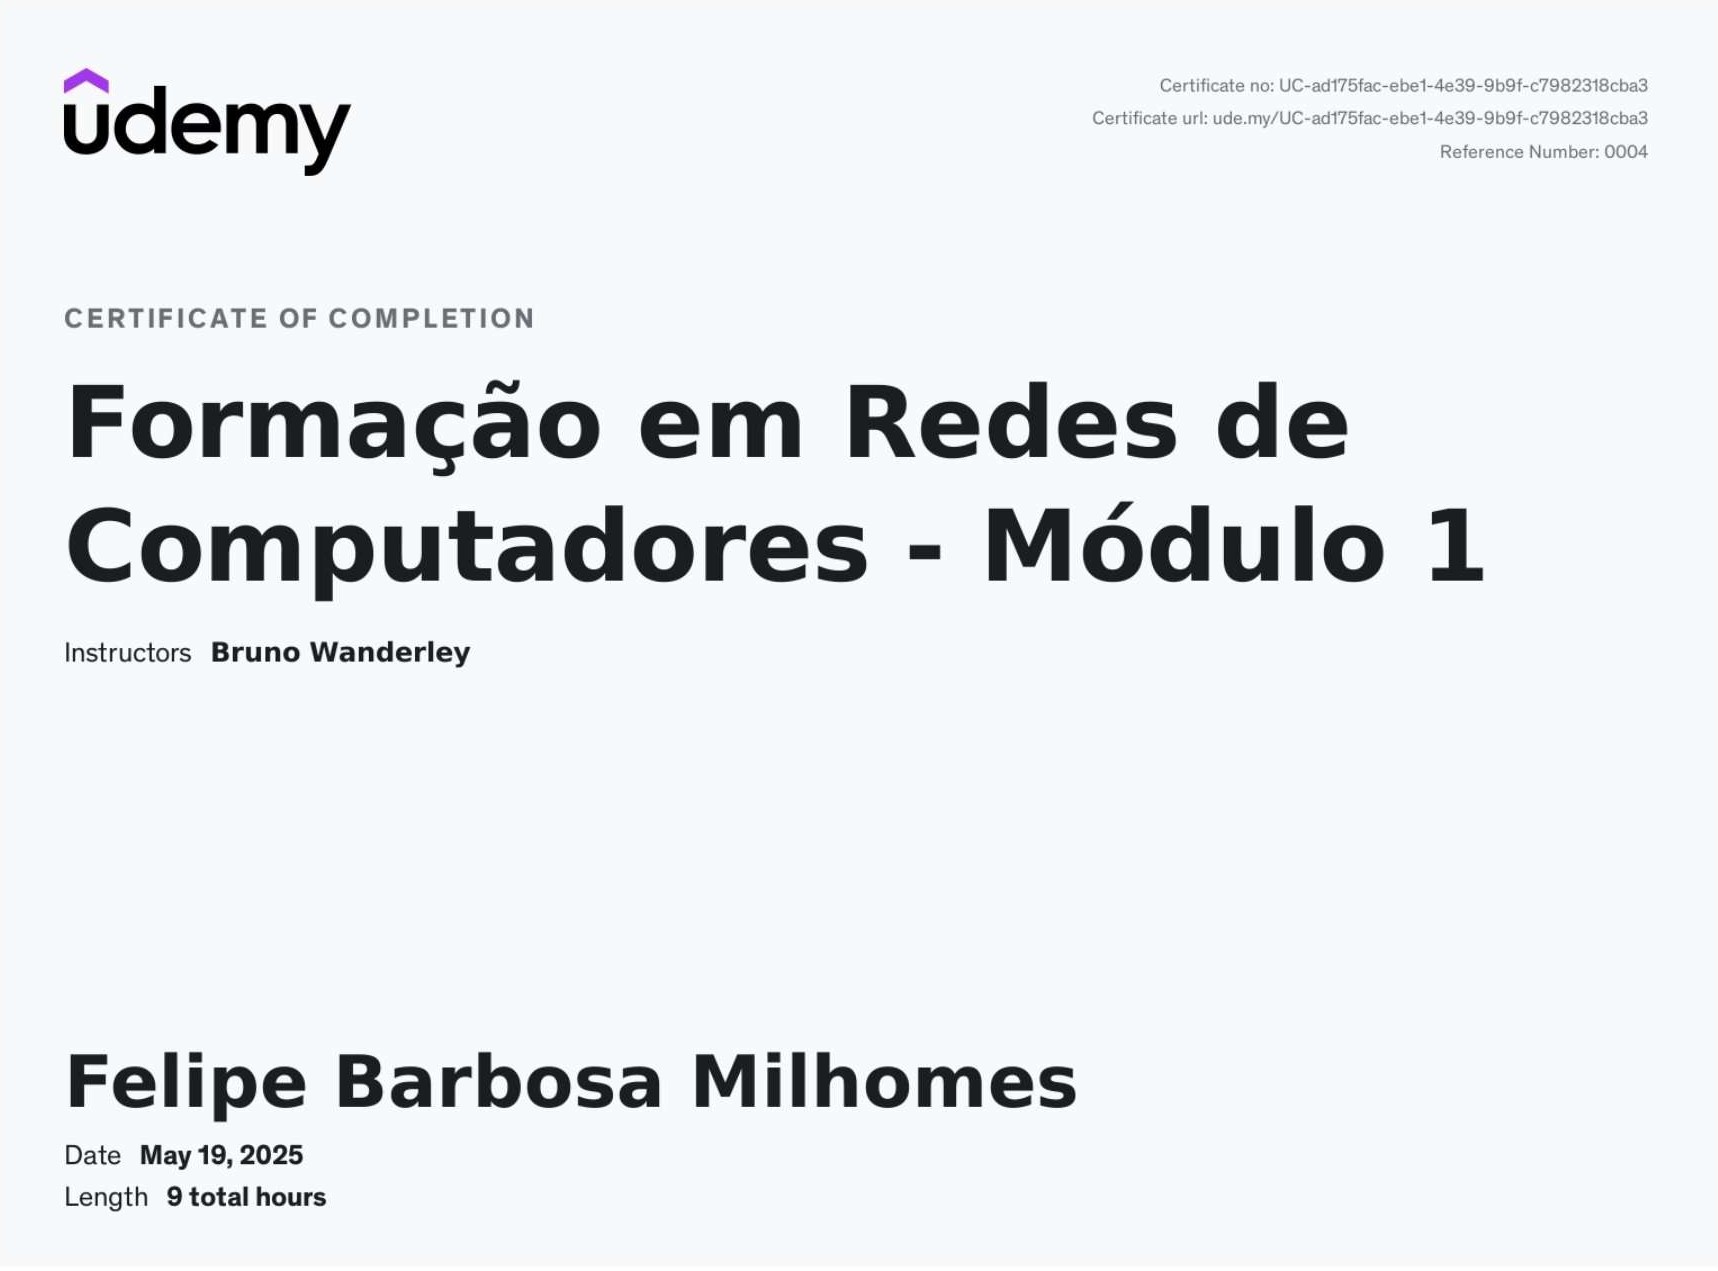 udemy
Certificate no: UC-ad175fac-ebe1-4e39-9b9f-c7982318cba3
Certificate url: ude.my/UC-ad175fac-ebe1-4e39-9b9f-c7982318cba3
Reference Number: 0004
CERTIFICATE OF COMPLETION
Formação em Redes de
Computadores - Módulo 1
Instructors Bruno Wanderley
Felipe Barbosa Milhomes
Date May 19, 2025
Length 9 total hours